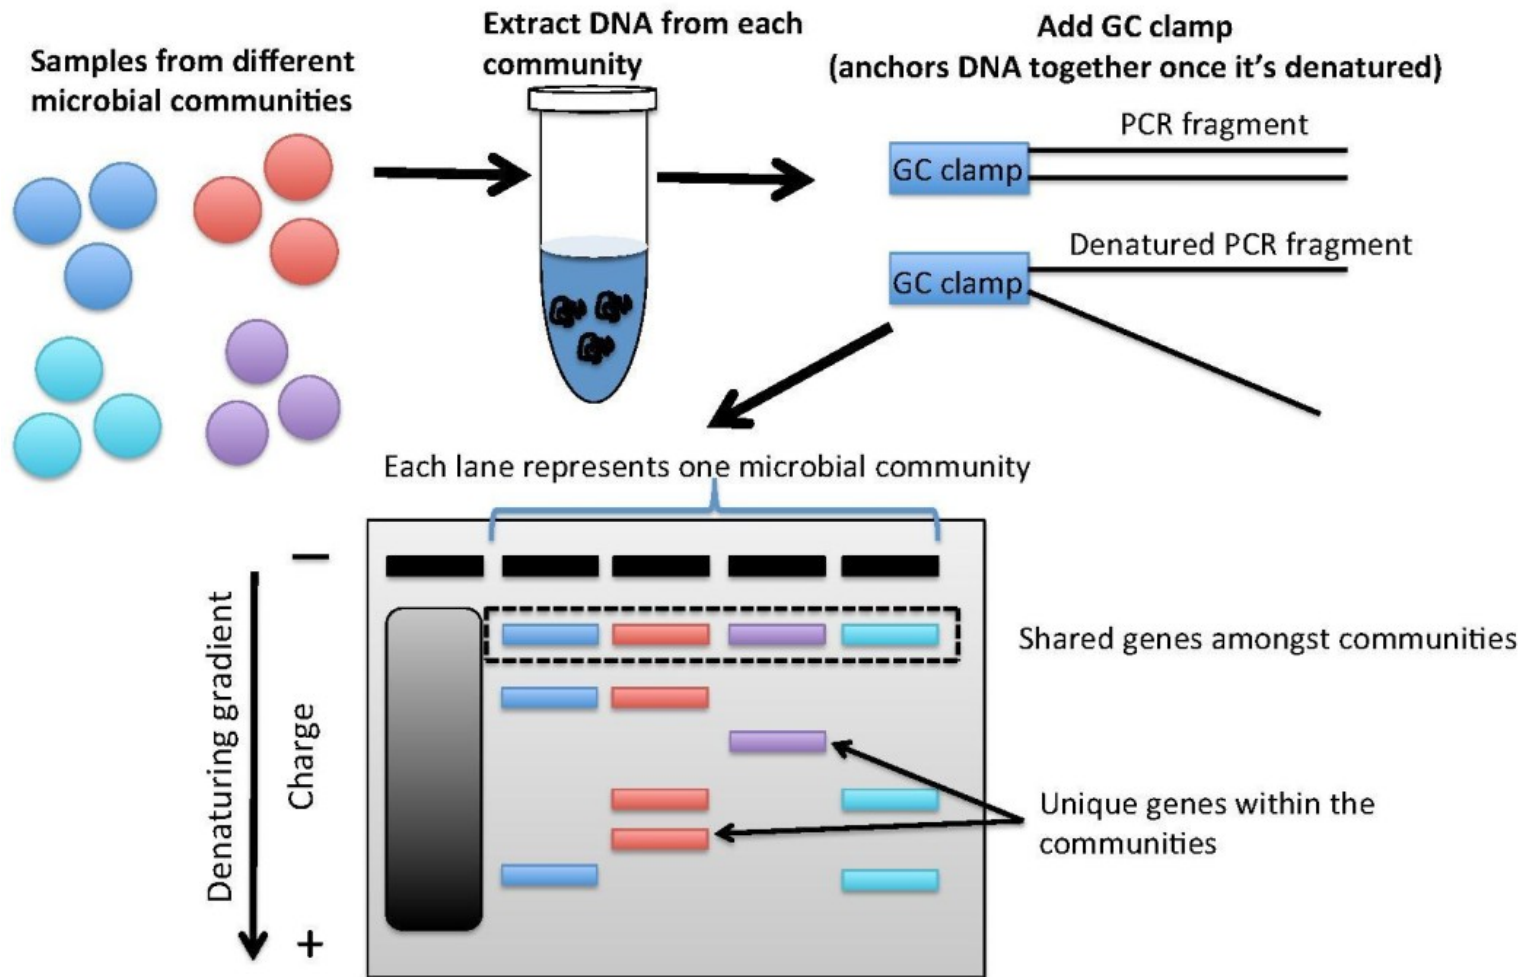 Samples from different
microbial communities
Extract DNA from each
community
Add GC clamp
(anchors DNA together once it's denatured)
PCR fragment
GC clamp
Denatured PCR fragment
GC clamp
Each lane represents one microbial community
−
Denaturing gradient
Charge
+
Shared genes amongst communities
Unique genes within the
communities